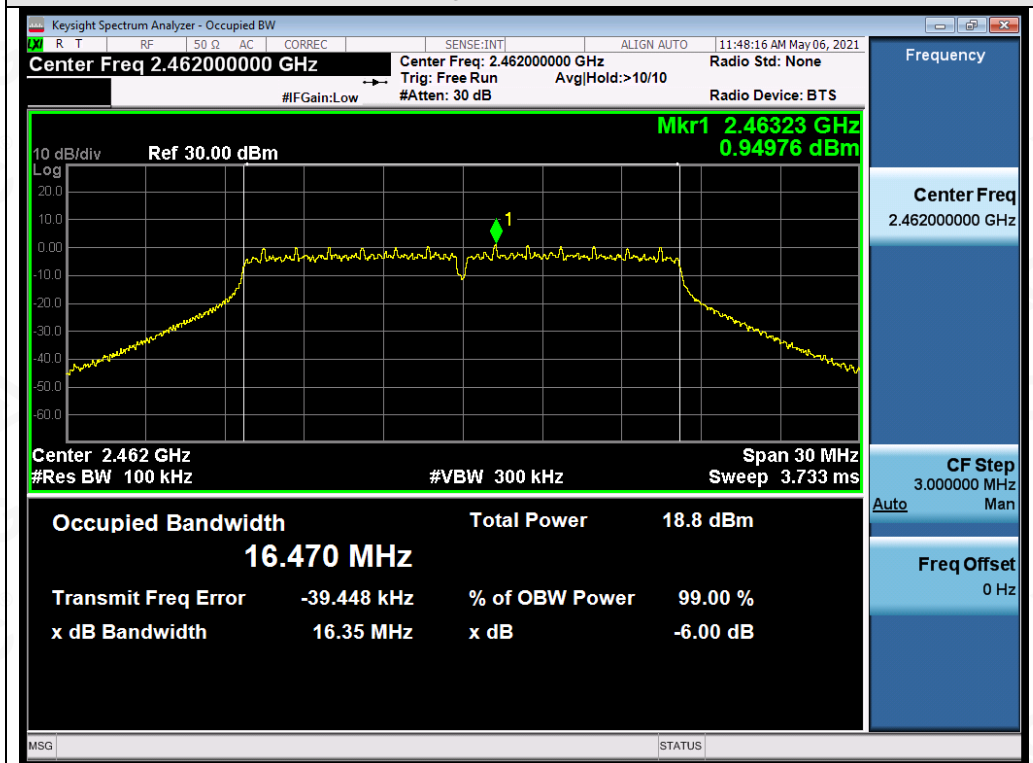 Keysight Spectrum Analyzer - Occupied BW
LXI R T RF 50 Ω AC CORREC SENSE:INT ALIGN AUTO 11:48:16 AM May 06, 2021
Center Freq 2.462000000 GHz
Center Freq: 2.462000000 GHz
Radio Std: None
Trig: Free Run Avg|Hold:>10/10
#IFGain:Low
#Atten: 30 dB
Radio Device: BTS
Frequency
Mkr1 2.46323 GHz
0.94976 dBm
10 dB/div Ref 30.00 dBm
Log
20.0
10.0
0.00
-10.0
-20.0
-30.0
-40.0
-50.0
-60.0
1
Center 2.462 GHz Span 30 MHz
#Res BW 100 kHz #VBW 300 kHz Sweep 3.733 ms
Center Freq
2.462000000 GHz
CF Step
3.000000 MHz
Auto Man
Freq Offset
0 Hz
Occupied Bandwidth Total Power 18.8 dBm
16.470 MHz
Transmit Freq Error -39.448 kHz % of OBW Power 99.00 %
x dB Bandwidth 16.35 MHz x dB -6.00 dB
MSG STATUS